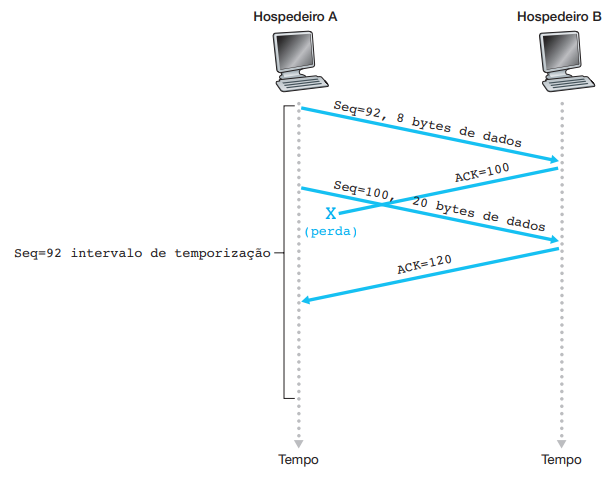 Hospedeiro A
Hospedeiro B
Seq=92, 8 bytes de dados
ACK=100
Seq=100, 20 bytes de dados
X
(perda)
Seq=92 intervalo de temporização
ACK=120
Tempo
Tempo